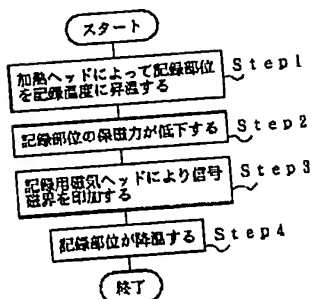 スタート
加熱ヘッドによって記録部位
を記録温度に昇温する
Step1
記録部位の保磁力が低下する
Step2
記録用磁気ヘッドにより信号
磁界を印加する
Step3
記録部位が降温する
Step4
終了